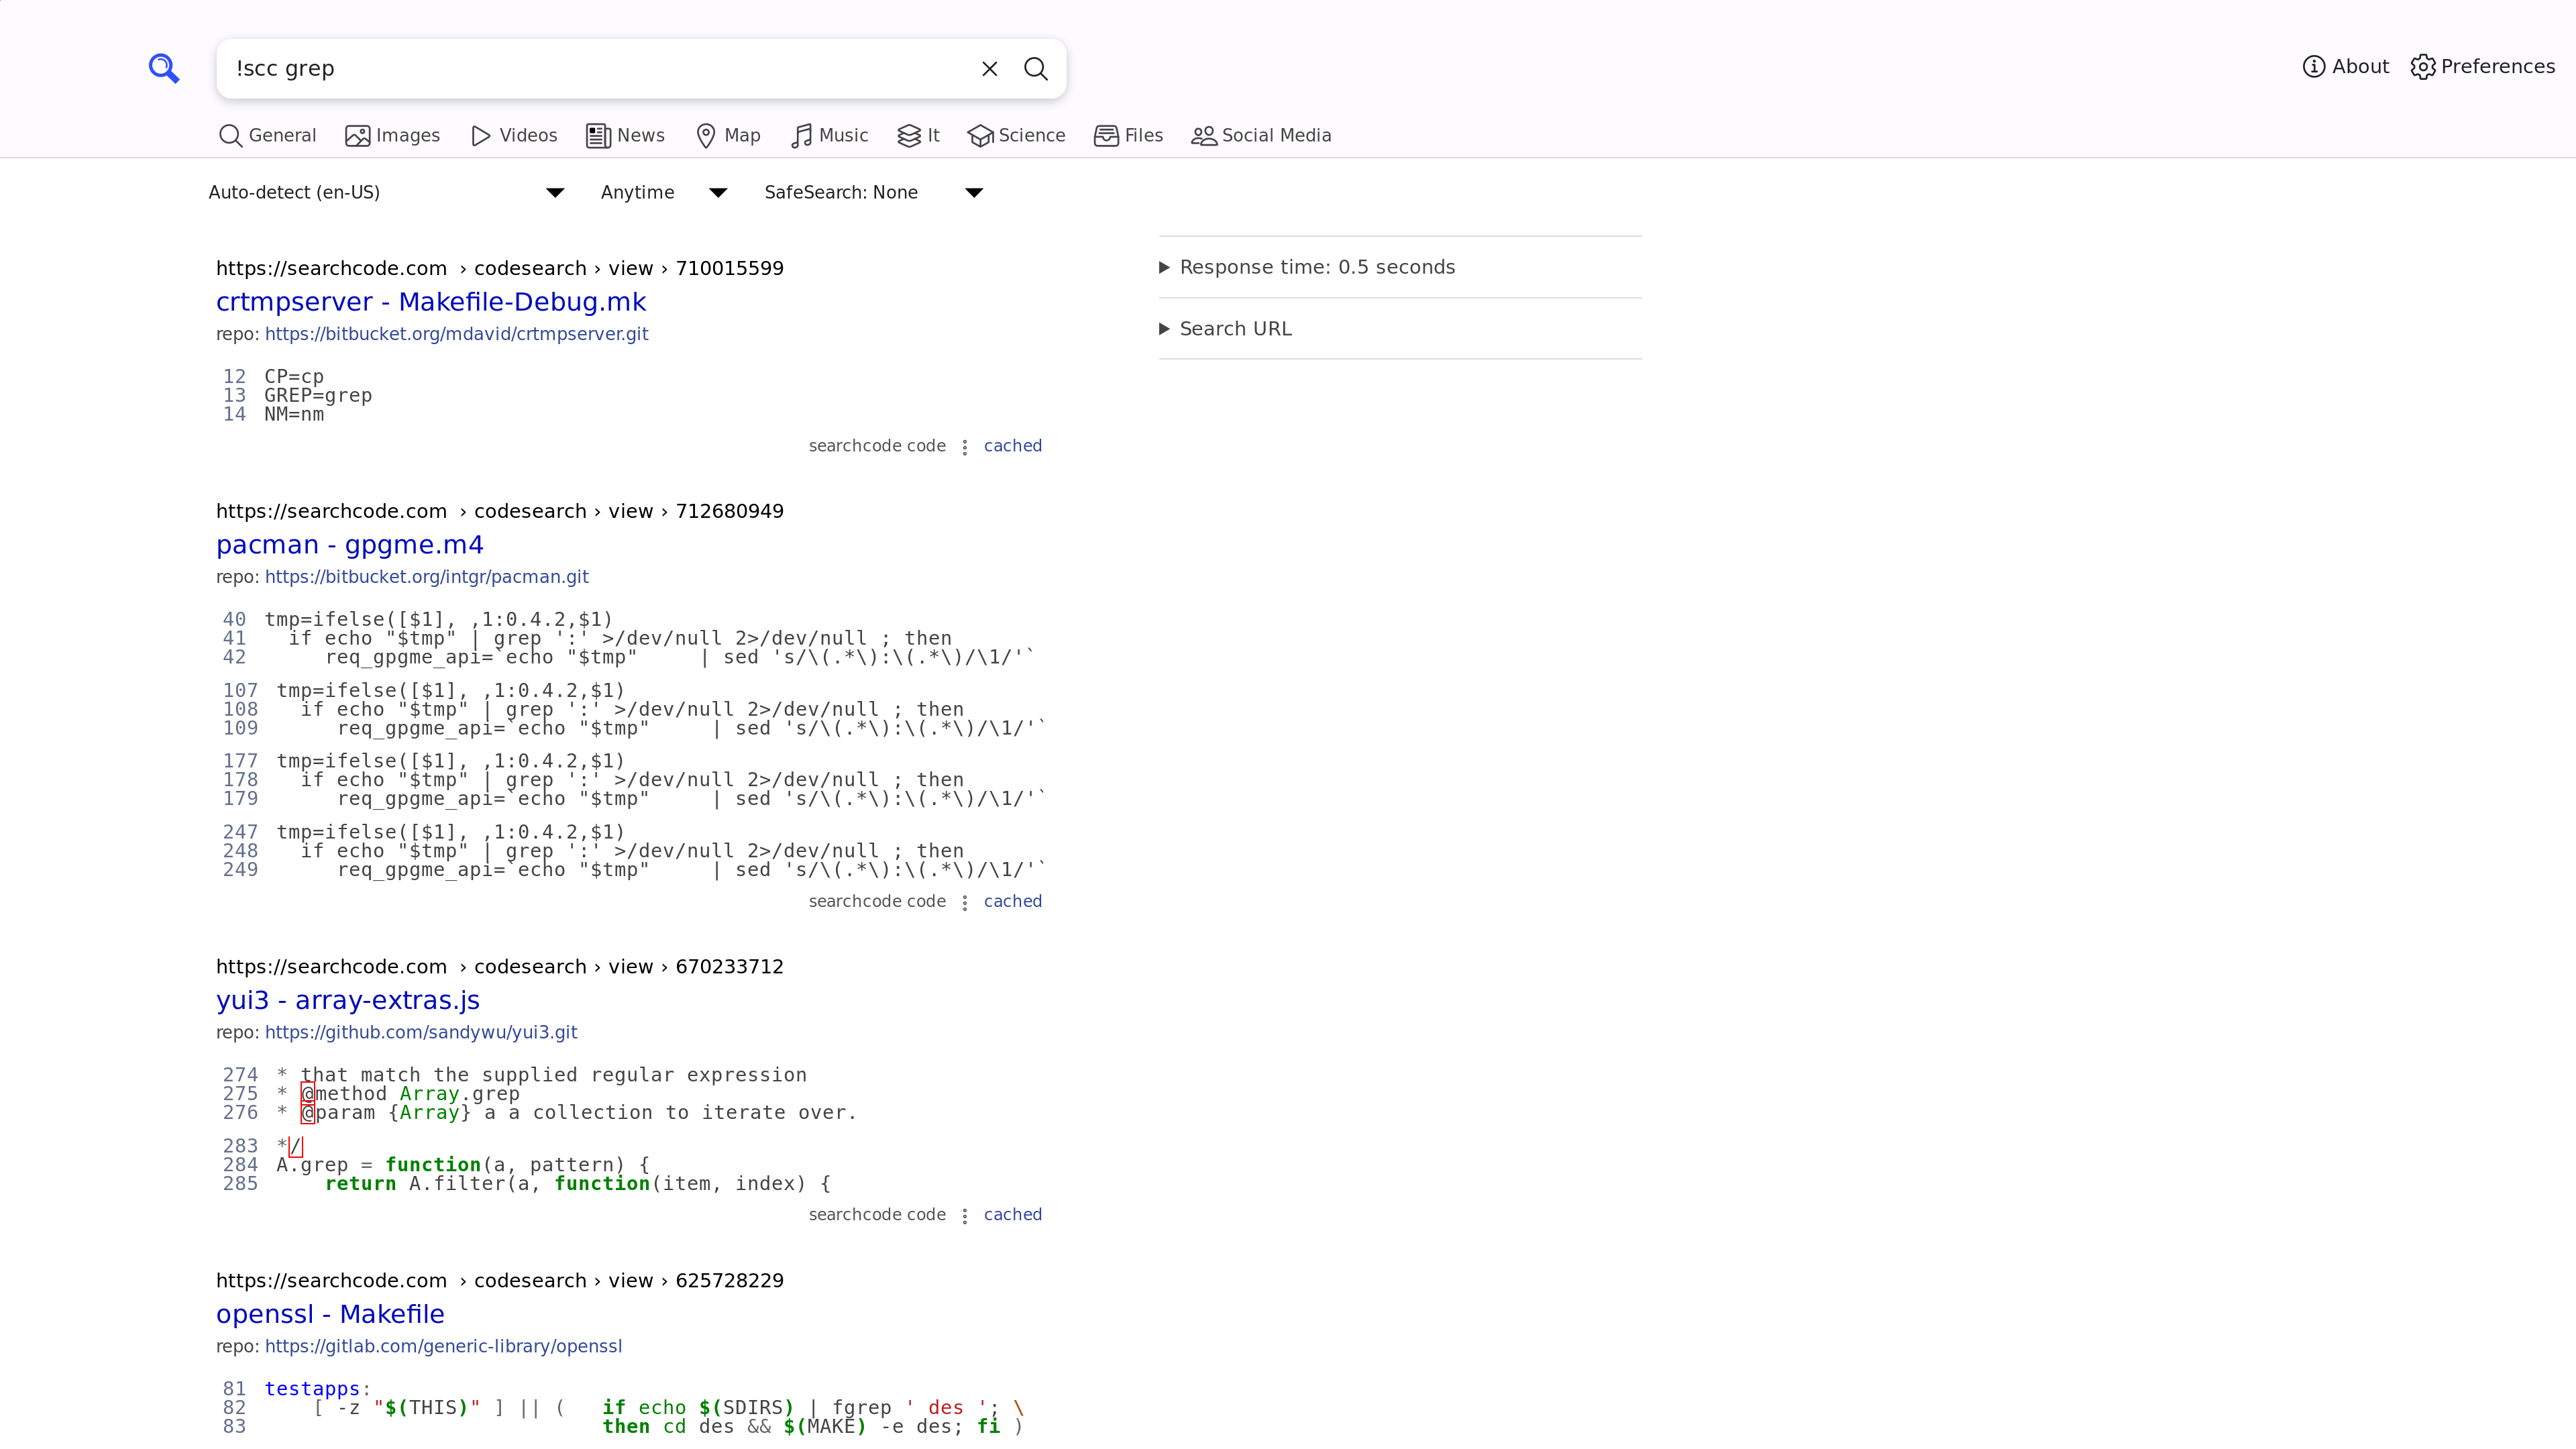 !scc grep
About Preferences
General Images Videos News Map Music It Science Files Social Media
Auto-detect (en-US) Anytime SafeSearch: None
https://searchcode.com › codesearch › view › 710015599
crtmpserver - Makefile-Debug.mk
repo: https://bitbucket.org/mdavid/crtmpserver.git
12 CP=cp
13 GREP=grep
14 NM=nm
searchcode code cached
https://searchcode.com › codesearch › view › 712680949
pacman - gpgme.m4
repo: https://bitbucket.org/intgr/pacman.git
40 tmp=ifelse([$1], ,1:0.4.2,$1)
41   if echo "$tmp" | grep ':' >/dev/null 2>/dev/null ; then
42      req_gpgme_api=`echo "$tmp"     | sed 's/\(.*\):\(.*\)/\1/'`
107 tmp=ifelse([$1], ,1:0.4.2,$1)
108   if echo "$tmp" | grep ':' >/dev/null 2>/dev/null ; then
109      req_gpgme_api=`echo "$tmp"     | sed 's/\(.*\):\(.*\)/\1/'`
177 tmp=ifelse([$1], ,1:0.4.2,$1)
178   if echo "$tmp" | grep ':' >/dev/null 2>/dev/null ; then
179      req_gpgme_api=`echo "$tmp"     | sed 's/\(.*\):\(.*\)/\1/'`
247 tmp=ifelse([$1], ,1:0.4.2,$1)
248   if echo "$tmp" | grep ':' >/dev/null 2>/dev/null ; then
249      req_gpgme_api=`echo "$tmp"     | sed 's/\(.*\):\(.*\)/\1/'`
searchcode code cached
https://searchcode.com › codesearch › view › 670233712
yui3 - array-extras.js
repo: https://github.com/sandywu/yui3.git
274 * that match the supplied regular expression
275 * @method Array.grep
276 * @param {Array} a a collection to iterate over.
283 */
284 A.grep = function(a, pattern) {
285     return A.filter(a, function(item, index) {
searchcode code cached
https://searchcode.com › codesearch › view › 625728229
openssl - Makefile
repo: https://gitlab.com/generic-library/openssl
81 testapps:
82     [ -z "$(THIS)" ] || (   if echo $(SDIRS) | fgrep ' des '; \
83                             then cd des && $(MAKE) -e des; fi )
Response time: 0.5 seconds
Search URL